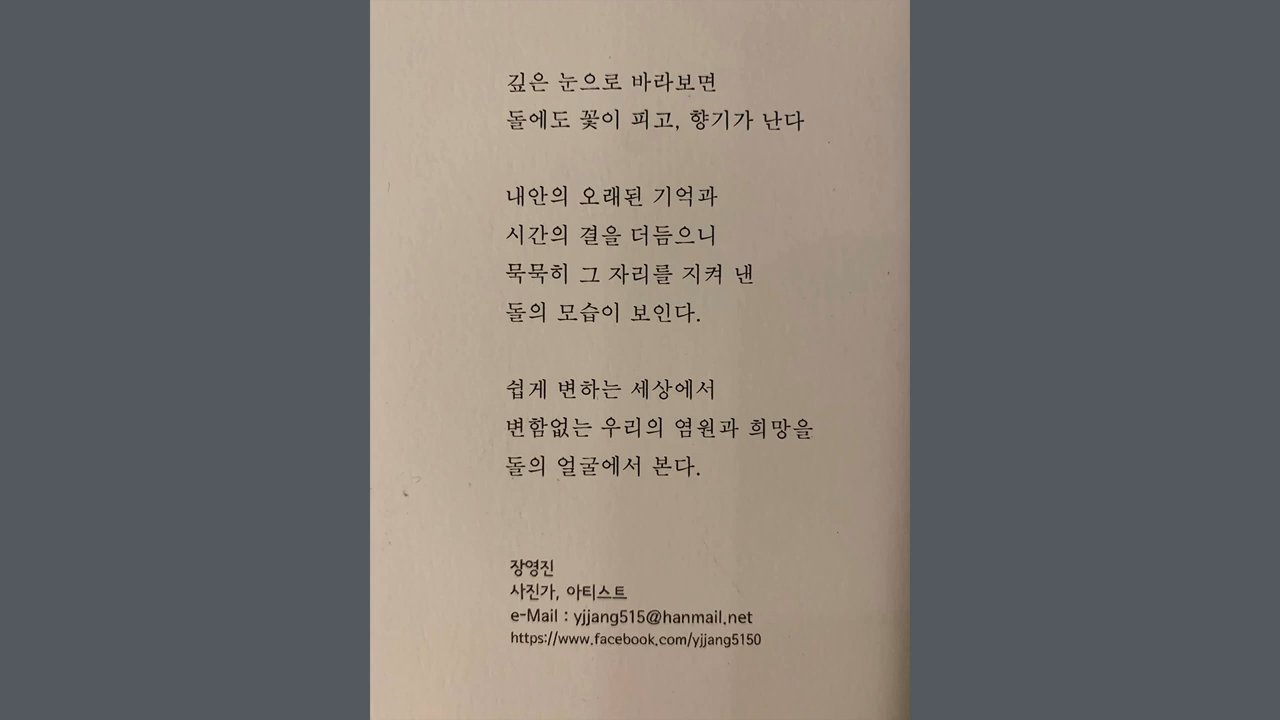 깊은 눈으로 바라보면
돌에도 꽃이 피고, 향기가 난다
내안의 오래된 기억과
시간의 결을 더듬으니
묵묵히 그 자리를 지켜 낸
돌의 모습이 보인다.
쉽게 변하는 세상에서
변함없는 우리의 염원과 희망을
돌의 얼굴에서 본다.
장영진
사진가, 아티스트
e-Mail : yjjang515@hanmail.net
https://www.facebook.com/yjjang5150